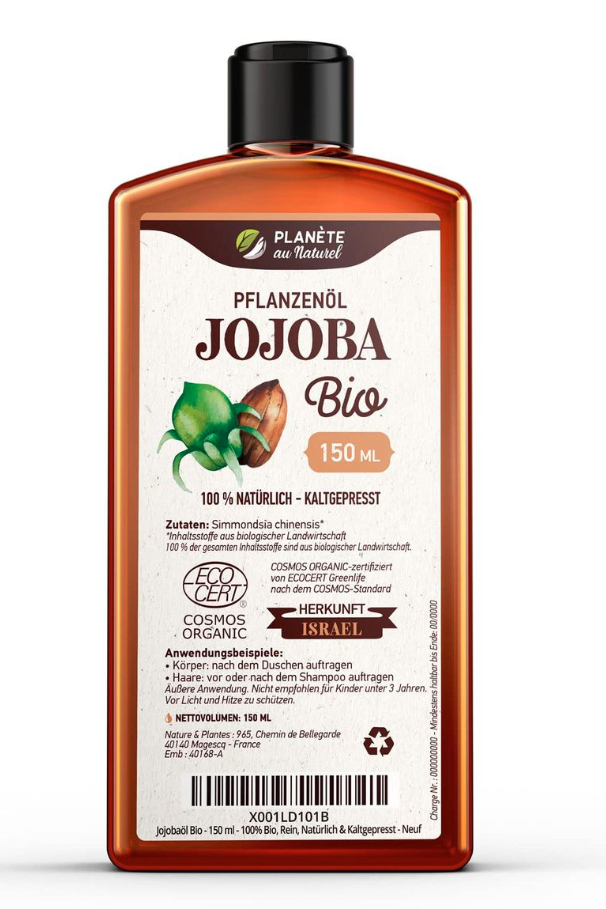 PLANÈTE
au Naturel
PFLANZENÖL
JOJOBA
Bio
150 ML
100 % NATÜRLICH - KALTGEPRESST
Zutaten: Simmondsia chinensis*
*Inhaltsstoffe aus biologischer Landwirtschaft
100 % der gesamten Inhaltsstoffe sind aus biologischer Landwirtschaft.
ECO
CERT
®
COSMOS
ORGANIC
COSMOS ORGANIC-zertifiziert
von ECOCERT Greenlife
nach dem COSMOS-Standard
HERKUNFT
ISRAEL
Anwendungsbeispiele:
• Körper: nach dem Duschen auftragen
• Haare: vor oder nach dem Shampoo auftragen
Äußere Anwendung. Nicht empfohlen für Kinder unter 3 Jahren.
Vor Licht und Hitze zu schützen.
NETTOVOLUMEN: 150 ML
Nature & Plantes : 965, Chemin de Bellegarde
40140 Magescq - France
Emb : 40168-A
Charge Nr. : 000000000 - Mindestens haltbar bis Ende: 00/0000
X001LD101B
Jojobaöl Bio - 150 ml - 100% Bio, Rein, Natürlich & Kaltgepresst - Neuf